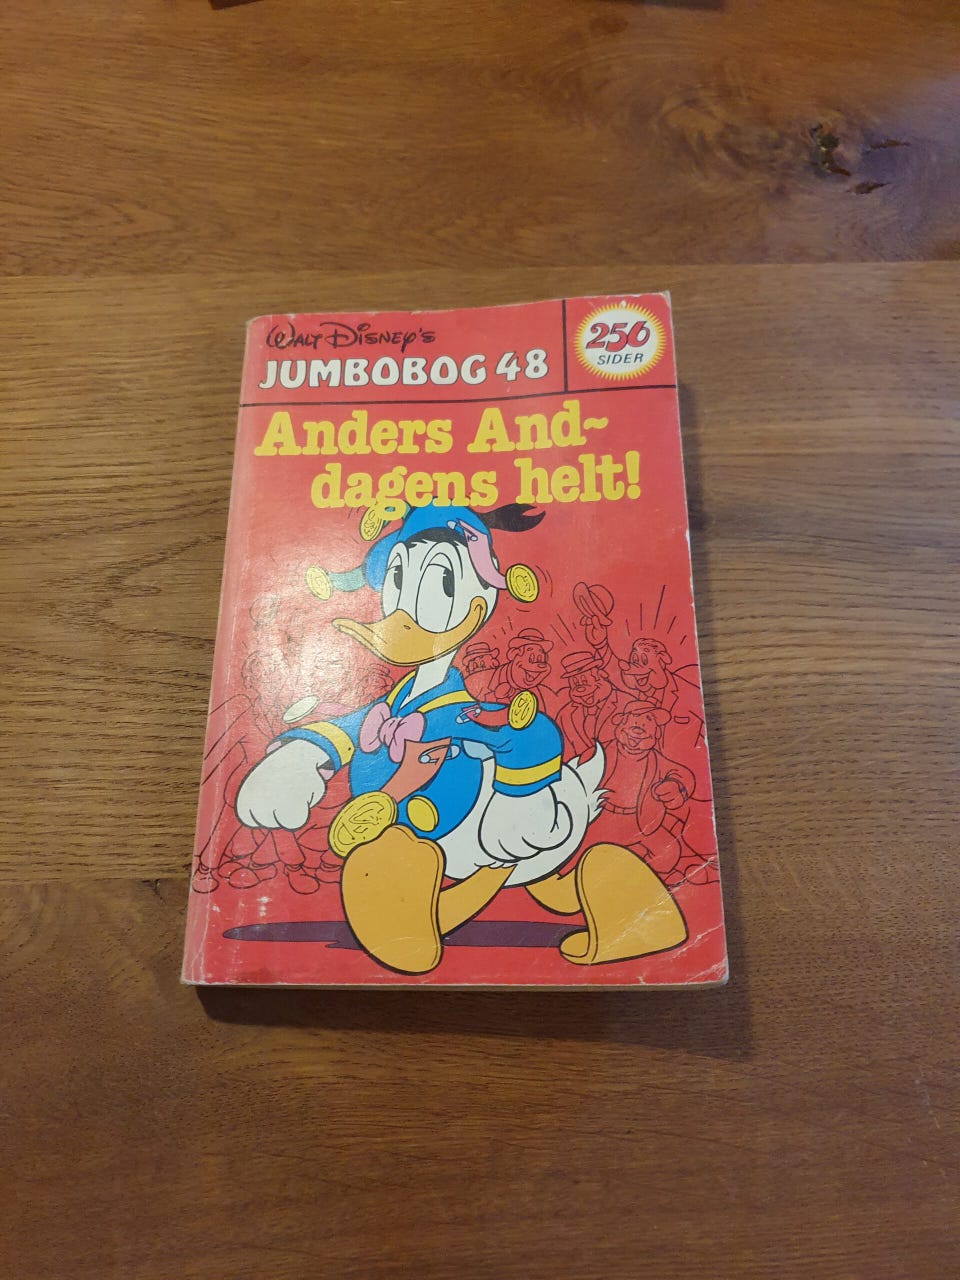 Walt Disney's
JUMBOBOG 48
256
SIDER
Anders And~
dagens helt!